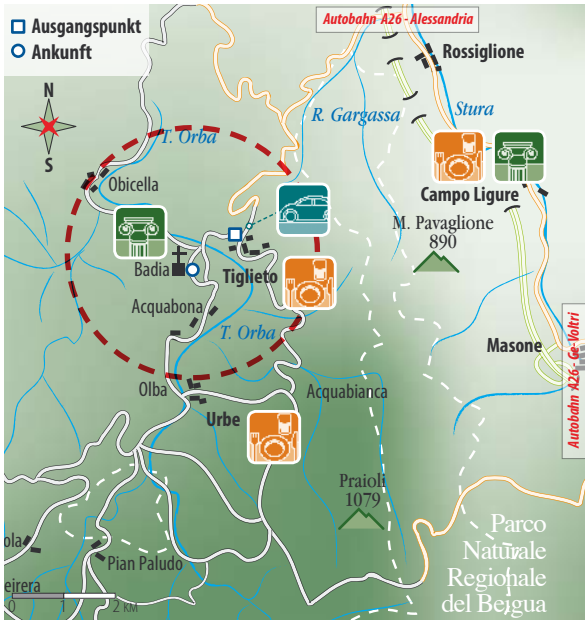 Ausgangspunkt
Ankunft
Autobahn A26 - Alessandria
Rossiglione
N
S
T. Orba
R. Gargassa
Stura
Obicella
Campo Ligure
M. Pavaglione
890
Badia
Tiglieto
Acquabona
T. Orba
Masone
Autobahn A26 - Ge-Voltri
Olba
Acquabianca
Urbe
Praioli
1079
Parco
Naturale
Regionale
del Beigua
ola
Pian Paludo
eirera
0 1 2 KM